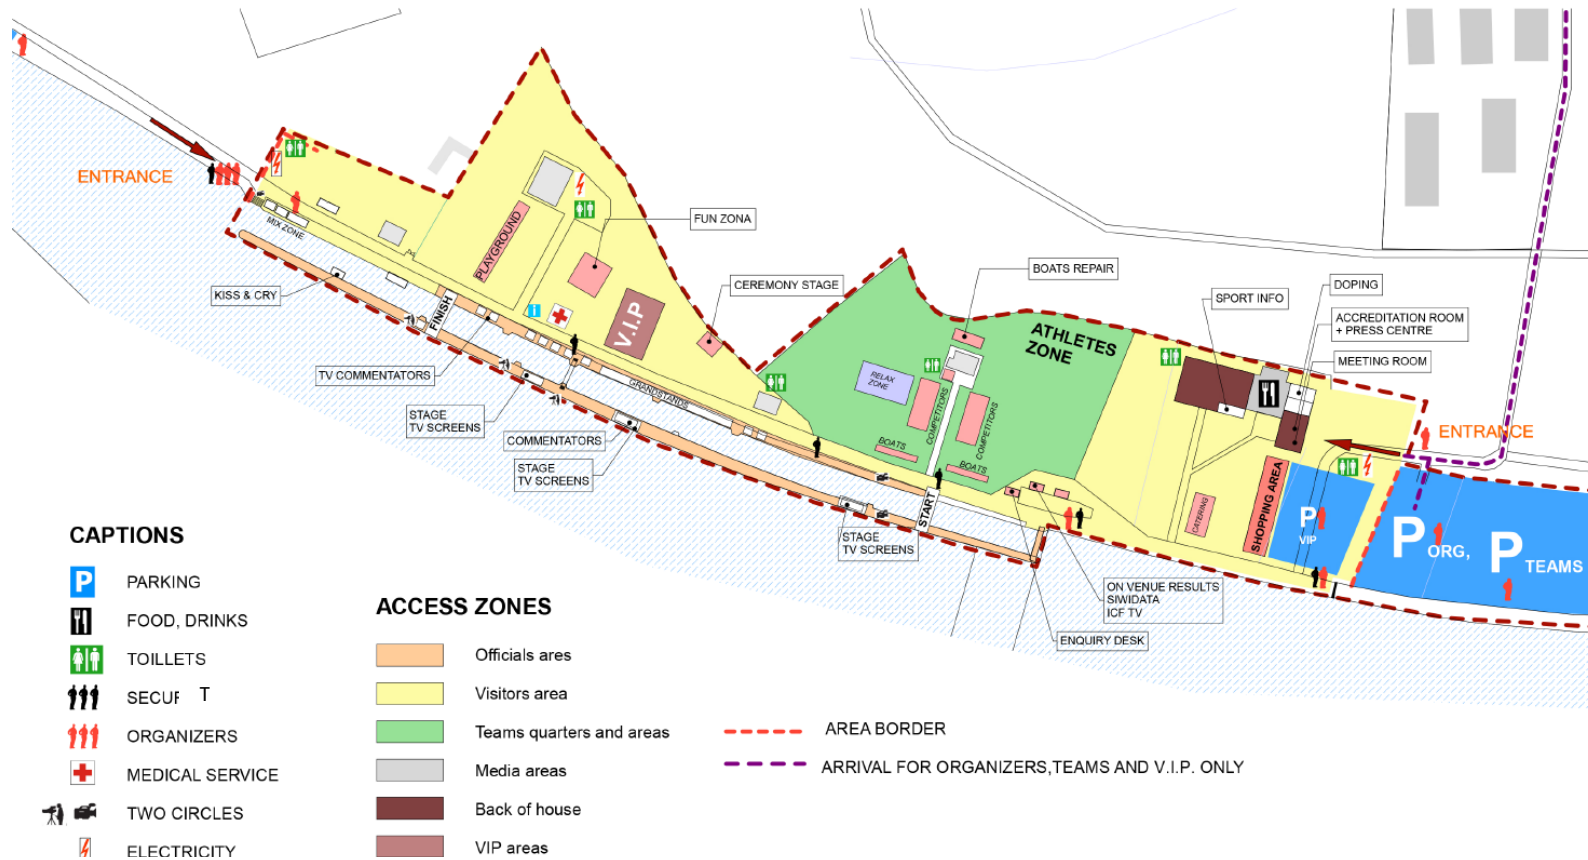 ENTRANCE
MIX ZONE
KISS & CRY
FINISH
PLAYGROUND
FUN ZONA
V.I.P
CEREMONY STAGE
TV COMMENTATORS
STAGE
TV SCREENS
GRANDSTANDS
COMMENTATORS
STAGE
TV SCREENS
BOATS REPAIR
ATHLETES
ZONE
RELAX
ZONE
COMPETITORS
COMPETITORS
BOATS
BOATS
START
STAGE
TV SCREENS
SPORT INFO
DOPING
ACCREDITATION ROOM
+ PRESS CENTRE
MEETING ROOM
ENTRANCE
CATERING
SHOPPING AREA
P
VIP
P ORG,
P TEAMS
ON VENUE RESULTS
SIWIDATA
ICF TV
ENQUIRY DESK
CAPTIONS
P PARKING
FOOD, DRINKS
TOILLETS
SECUR T
ORGANIZERS
MEDICAL SERVICE
TWO CIRCLES
ELECTRICITY
ACCESS ZONES
Officials ares
Visitors area
Teams quarters and areas
Media areas
Back of house
VIP areas
AREA BORDER
ARRIVAL FOR ORGANIZERS,TEAMS AND V.I.P. ONLY